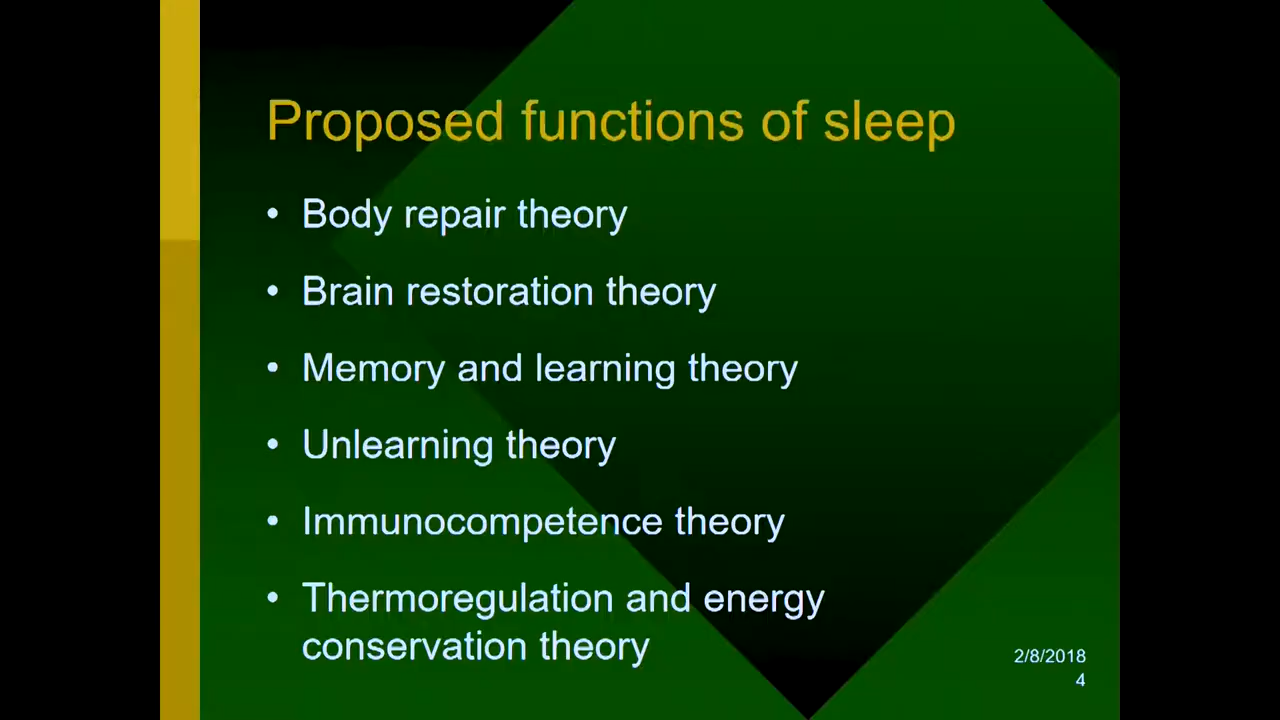 Proposed functions of sleep
• Body repair theory
• Brain restoration theory
• Memory and learning theory
• Unlearning theory
• Immunocompetence theory
• Thermoregulation and energy
conservation theory
2/8/2018
4